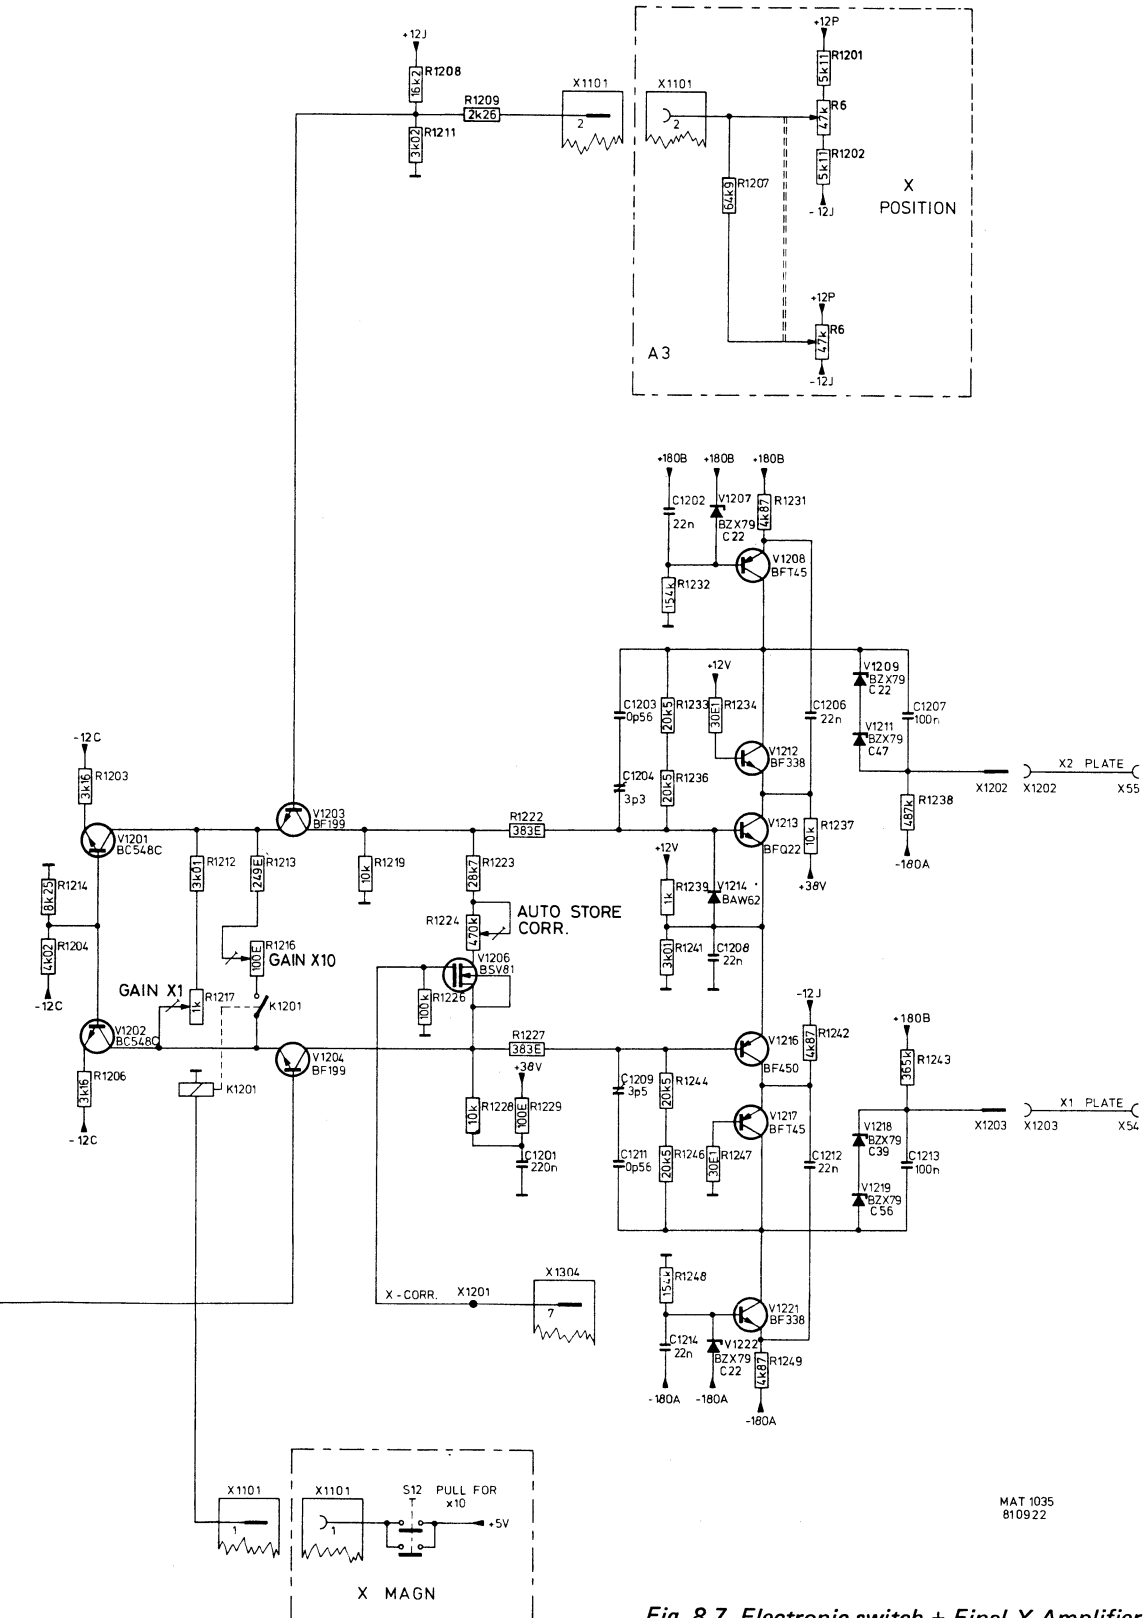 +12J
R1208
16k2
R1209
2k26
R1211
3k02
X1101
2
X1101
2
+12P
R1201
5k11
R6
47k
R1202
5k11
-12J
R1207
64k9
X
POSITION
+12P
R6
47k
-12J
A3
+180B
+180B
+180B
C1202
22n
V1207
BZX79
C22
R1231
4k87
V1208
BFT45
R1232
154k
+12V
C1203
0p56
R1233
20k5
R1234
30E1
C1206
22n
V1209
BZX79
C22
C1207
100n
V1211
BZX79
C47
V1212
BF338
C1204
3p3
R1236
20k5
X2 PLATE
X1202
X1202
X55
R1238
487k
-180A
V1213
BFQ22
R1237
10k
+38V
-12C
R1203
3k16
V1201
BC548C
V1203
BF199
R1222
383E
R1212
3k01
R1213
249E
R1219
10k
R1223
28k7
+12V
R1239
1k
V1214
BAW62
R1214
8k25
R1204
4k02
-12C
R1224
470k
AUTO STORE
CORR.
R1241
3k01
C1208
22n
R1216
100E
GAIN X10
V1206
BSV81
R1226
100k
GAIN X1
R1217
1k
K1201
-12J
R1242
4k87
+180B
R1243
365k
V1202
BC548C
V1204
BF199
R1227
383E
V1216
BF450
R1206
3k16
-12C
K1201
+38V
R1228
10k
R1229
100E
C1209
3p5
R1244
20k5
V1217
BFT45
X1 PLATE
X1203
X1203
X54
V1218
BZX79
C39
C1201
220n
C1211
0p56
R1246
20k5
R1247
30E1
C1212
22n
C1213
100n
V1219
BZX79
C56
X-CORR.
X1201
X1304
7
R1248
154k
V1221
BF338
C1214
22n
V1222
BZX79
C22
R1249
4k87
-180A
-180A
-180A
X1101
1
X1101
1
S12
PULL FOR
x10
+5V
X MAGN
MAT 1035
810922
Fig. 8.7. Electronic switch + Final X Amplifier